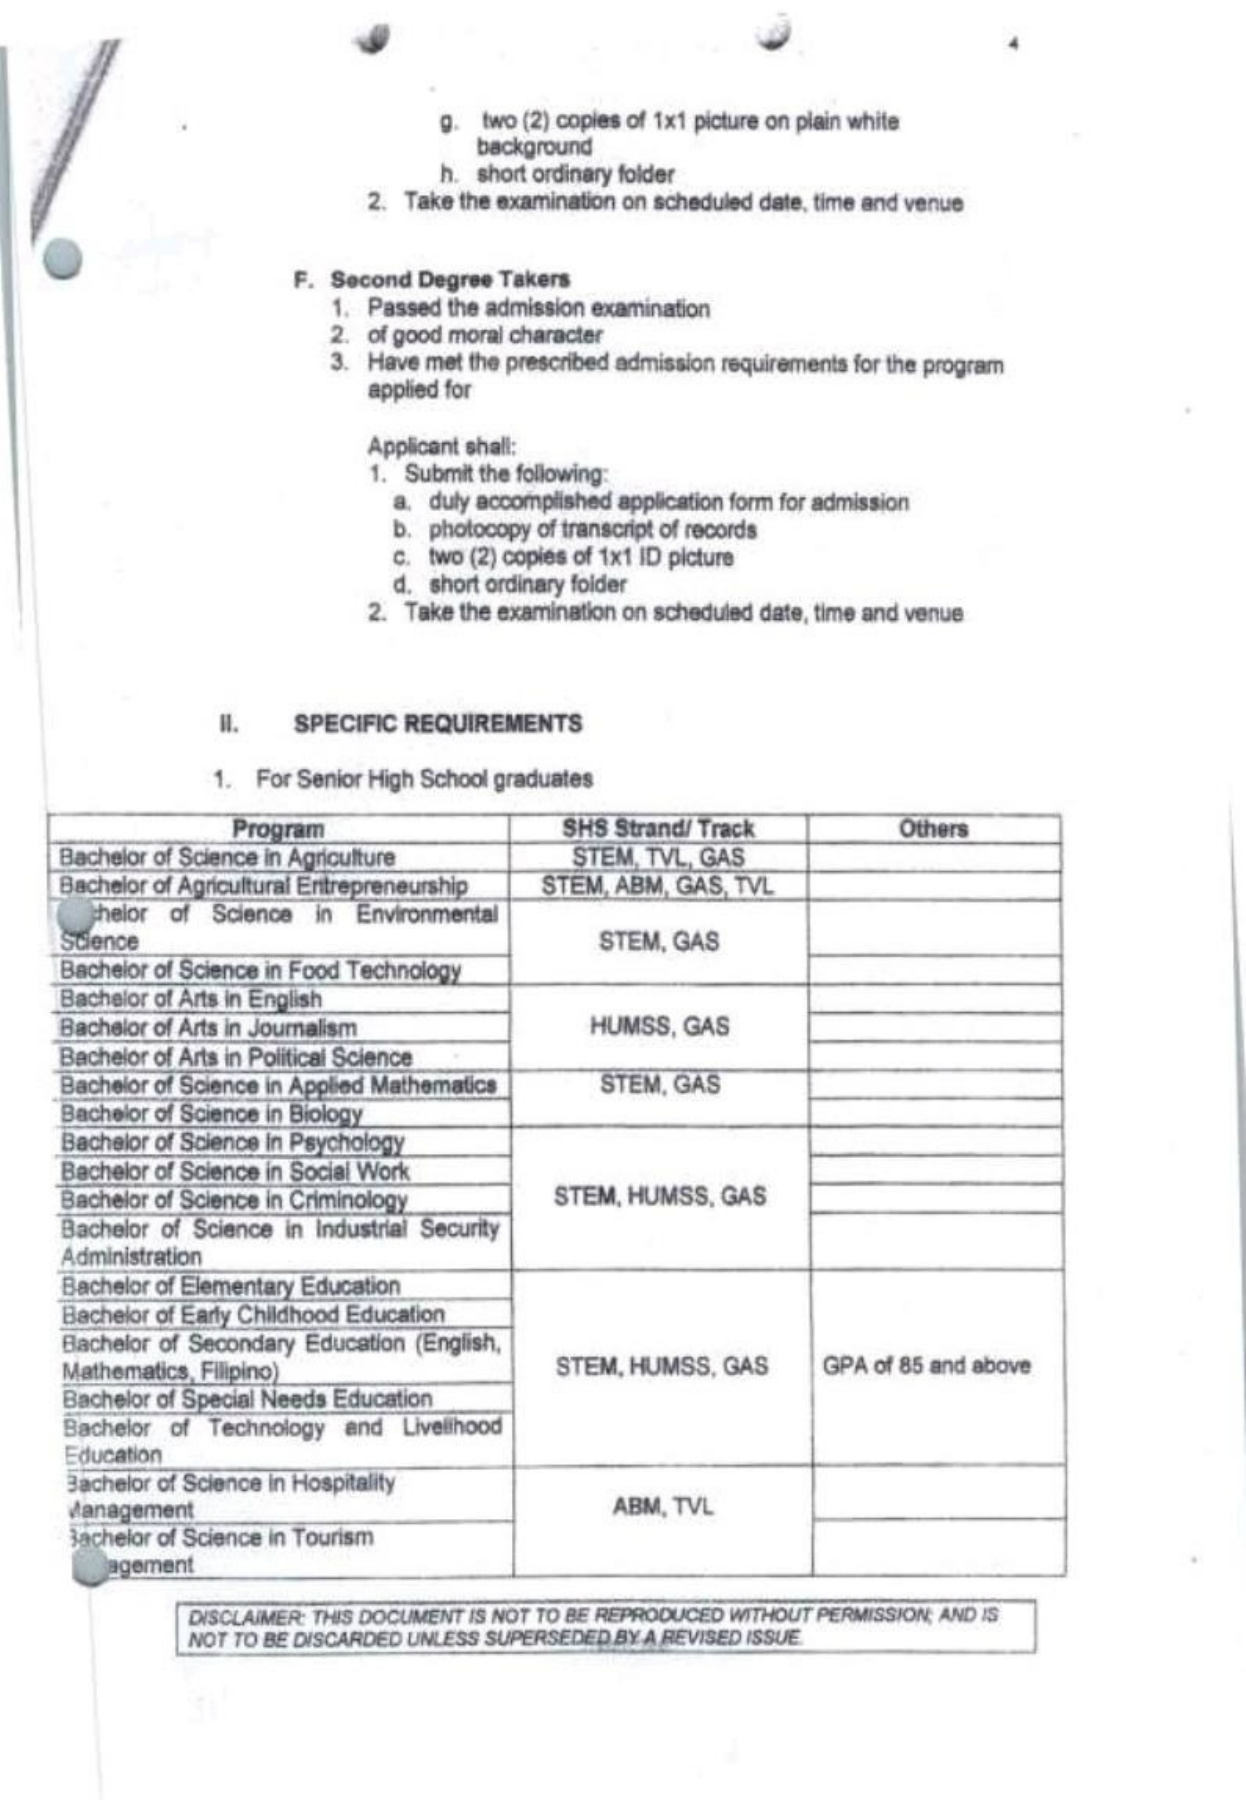 4
g. two (2) copies of 1x1 picture on plain white
background
h. short ordinary folder
2. Take the examination on scheduled date, time and venue
F. Second Degree Takers
1. Passed the admission examination
2. of good moral character
3. Have met the prescribed admission requirements for the program
applied for
Applicant shall:
1. Submit the following:
a. duly accomplished application form for admission
b. photocopy of transcript of records
c. two (2) copies of 1x1 ID picture
d. short ordinary folder
2. Take the examination on scheduled date, time and venue
II. SPECIFIC REQUIREMENTS
1. For Senior High School graduates
Program SHS Strand/ Track Others
Bachelor of Science in Agriculture STEM, TVL, GAS
Bachelor of Agricultural Entrepreneurship STEM, ABM, GAS, TVL
chelor of Science in Environmental
Science
STEM, GAS
Bachelor of Science in Food Technology
Bachelor of Arts in English
Bachelor of Arts in Journalism HUMSS, GAS
Bachelor of Arts in Political Science
Bachelor of Science in Applied Mathematics STEM, GAS
Bachelor of Science in Biology
Bachelor of Science in Psychology
Bachelor of Science in Social Work
Bachelor of Science in Criminology STEM, HUMSS, GAS
Bachelor of Science in Industrial Security
Administration
Bachelor of Elementary Education
Bachelor of Early Childhood Education
Bachelor of Secondary Education (English,
Mathematics, Filipino) STEM, HUMSS, GAS GPA of 85 and above
Bachelor of Special Needs Education
Bachelor of Technology and Livelihood
Education
Bachelor of Science in Hospitality
Management ABM, TVL
Bachelor of Science in Tourism
agement
DISCLAIMER: THIS DOCUMENT IS NOT TO BE REPRODUCED WITHOUT PERMISSION; AND IS
NOT TO BE DISCARDED UNLESS SUPERSEDED BY A REVISED ISSUE.